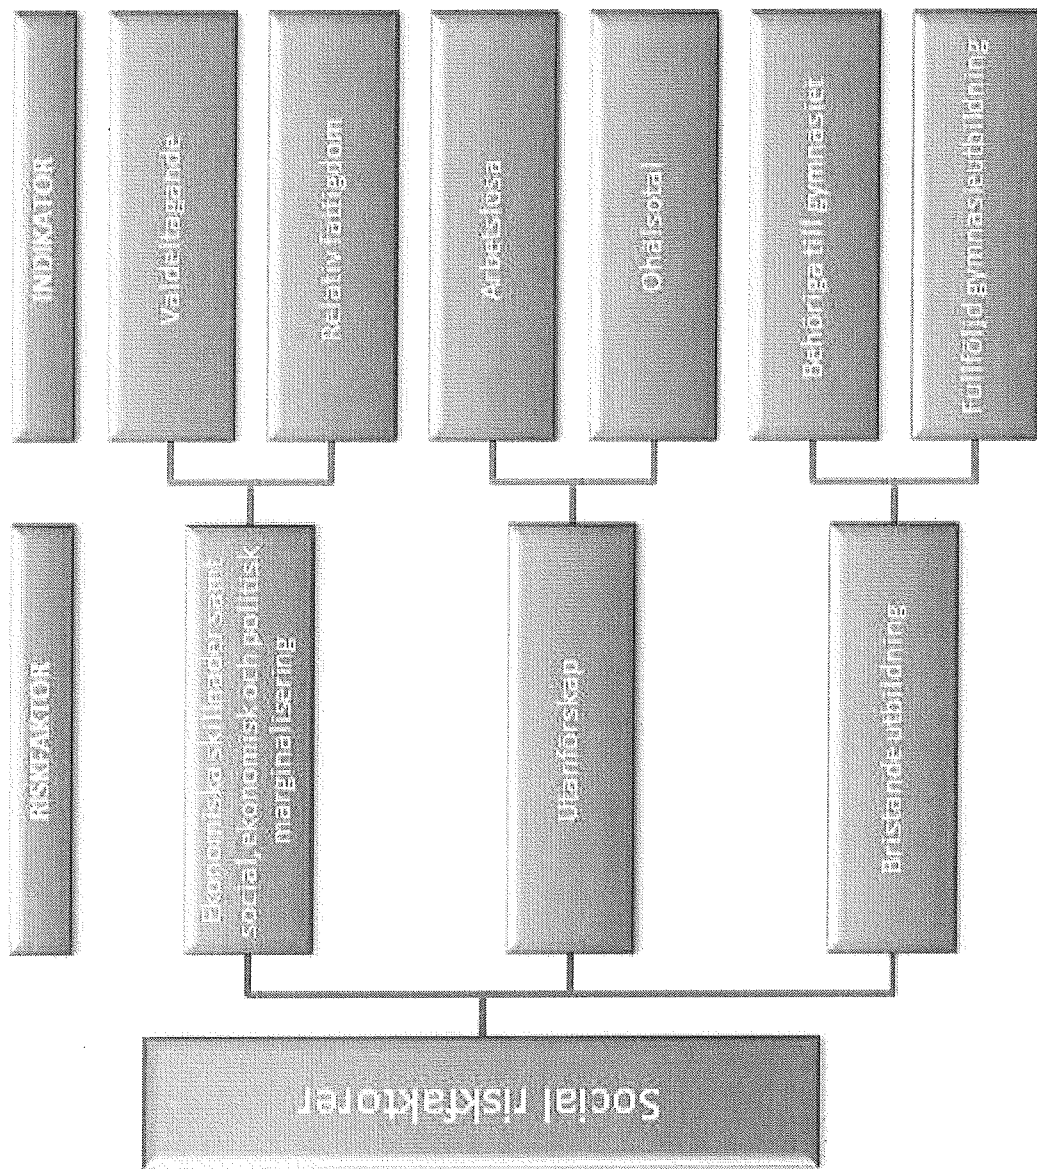 Social riskfaktorer
RISKFAKTOR
INDIKATOR
Ekonomiska skillnader samt
social, ekonomisk och politisk
marginalisering
Valdeltagande
Relativ fattigdom
Utanförskap
Arbetslösa
Ohälsotal
Bristande utbildning
Behöriga till gymnasiet
Fullföljd gymnasieutbildning